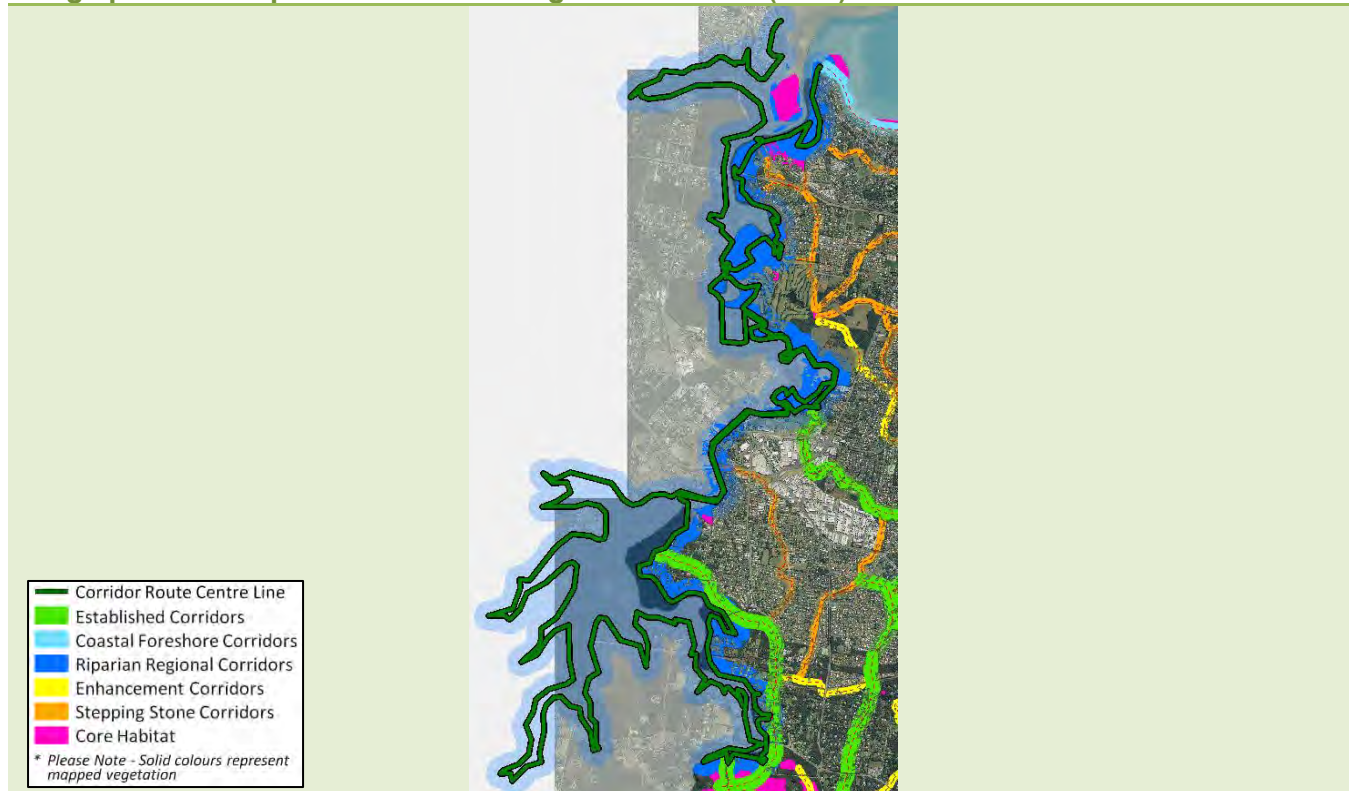 Corridor Route Centre Line
Established Corridors
Coastal Foreshore Corridors
Riparian Regional Corridors
Enhancement Corridors
Stepping Stone Corridors
Core Habitat
* Please Note - Solid colours represent
mapped vegetation